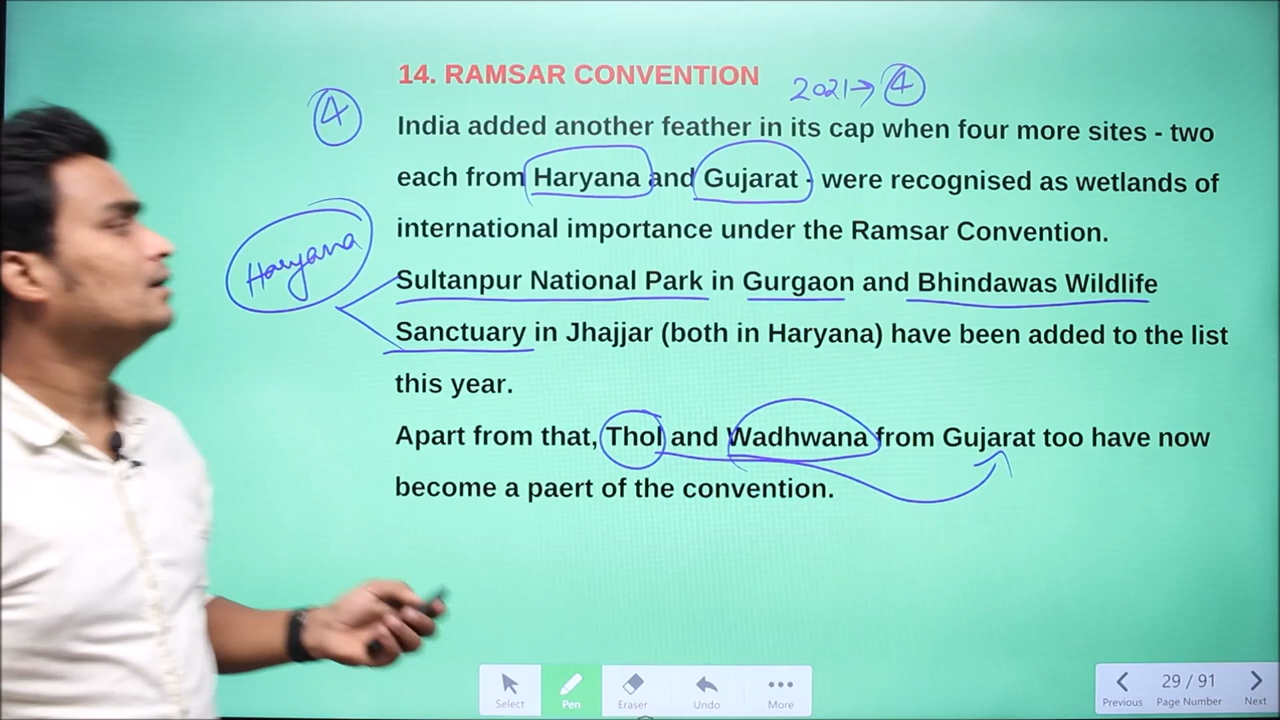 14. RAMSAR CONVENTION
2021→ 4
4
India added another feather in its cap when four more sites - two
each from Haryana and Gujarat - were recognised as wetlands of
international importance under the Ramsar Convention.
Haryana
Sultanpur National Park in Gurgaon and Bhindawas Wildlife
Sanctuary in Jhajjar (both in Haryana) have been added to the list
this year.
Apart from that, Thol and Wadhwana from Gujarat too have now
become a paert of the convention.
Select Pen Eraser Undo More
29 / 91
Previous Page Number Next